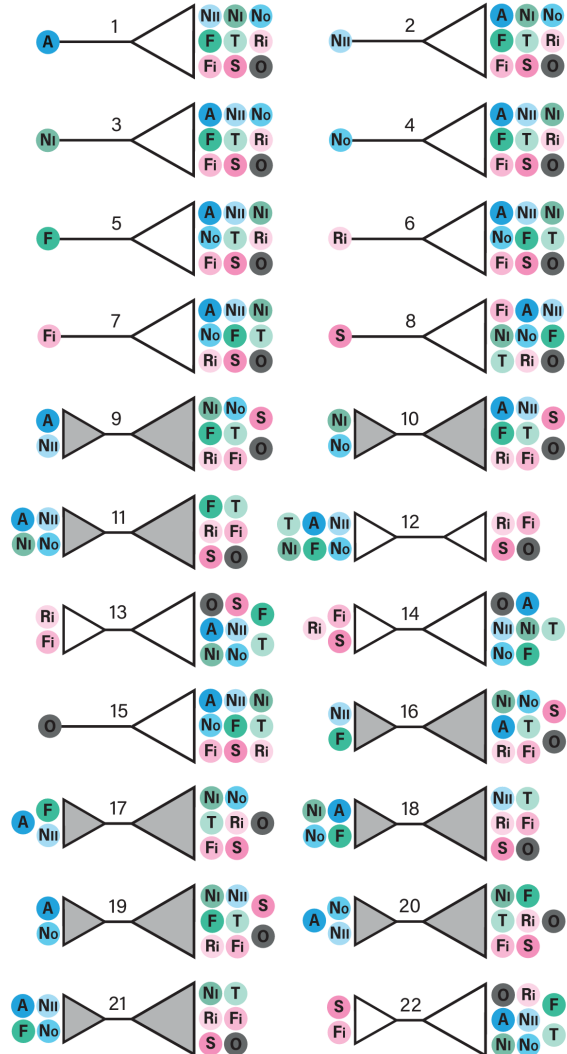 1
A
NII NI NO
F T Ri
Fi S O
2
NII
A NI NO
F T Ri
Fi S O
3
NI
A NII NO
F T Ri
Fi S O
4
NO
A NII NI
F T Ri
Fi S O
5
F
A NII NI
NO T Ri
Fi S O
6
Ri
A NII NI
NO F T
Fi S O
7
Fi
A NII NI
NO F T
Ri S O
8
S
Fi A NII
NI NO F
T Ri O
9
A
NII
NI NO S
F T
Ri Fi O
10
NI
NO
A NII S
F T
Ri Fi O
11
A NII
NI NO
F T
Ri Fi
S O
12
T A NII
NI F NO
Ri Fi
S O
13
Ri
Fi
O S F
A NII
NI NO T
14
Fi
Ri
S
O A
NII NI T
NO F
15
O
A NII NI
NO F T
Fi S Ri
16
NII
F
NI NO S
A T
Ri Fi O
17
F
A
NII
NI NO
T Ri O
Fi S
18
NI A
NO F
NII T
Ri Fi
S O
19
A
NO
NI NII S
F T
Ri Fi O
20
NO
A
NII
NI F
T Ri O
Fi S
21
A NII
F NO
NI T
Ri Fi
S O
22
S
Fi
O Ri F
A NII
NI NO T